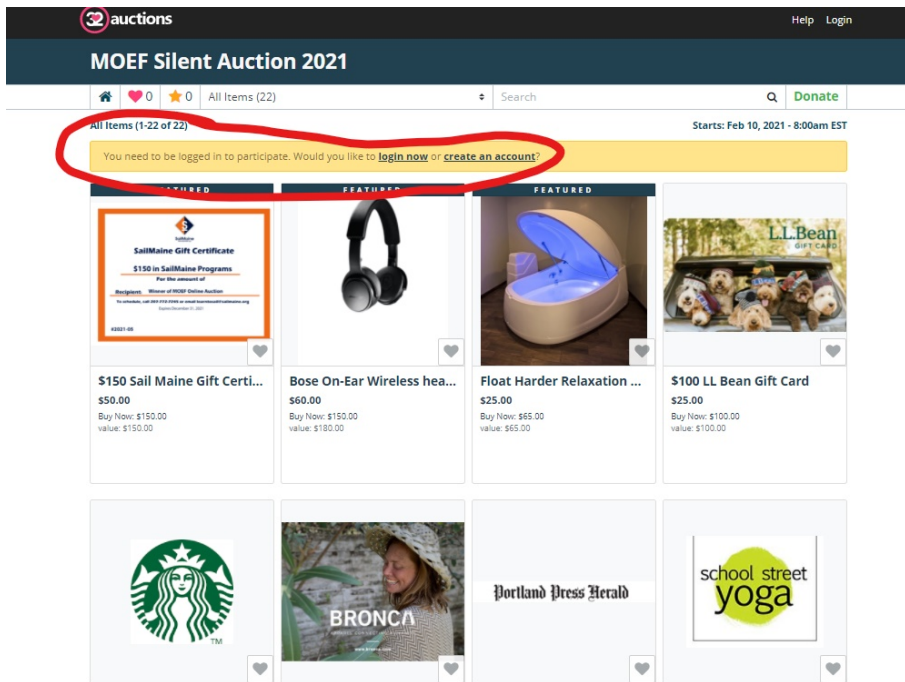 32auctions
Help Login
MOEF Silent Auction 2021
0 0 All Items (22) Search Donate
All Items (1-22 of 22) Starts: Feb 10, 2021 - 8:00am EST
You need to be logged in to participate. Would you like to login now or create an account?
FEATURED FEATURED FEATURED
SailMaine
SailMaine Gift Certificate
$150 in SailMaine Programs
For the amount of
Recipient: Winner of MOEF Online Auction
Expires December 31, 2021
L.L.Bean
GIFT CARD
$150 Sail Maine Gift Certi... Bose On-Ear Wireless hea... Float Harder Relaxation ... $100 LL Bean Gift Card
$50.00 $60.00 $25.00 $25.00
Buy Now: $150.00 Buy Now: $150.00 Buy Now: $65.00 Buy Now: $100.00
value: $150.00 value: $180.00 value: $65.00 value: $100.00
TM
BRONCA
Portland Press Herald
school street
yoga